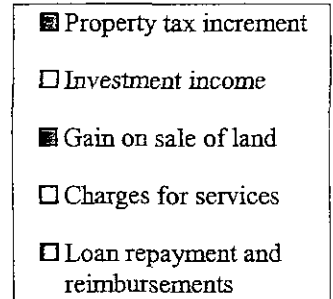 Property tax increment
Investment income
Gain on sale of land
Charges for services
Loan repayment and
reimbursements